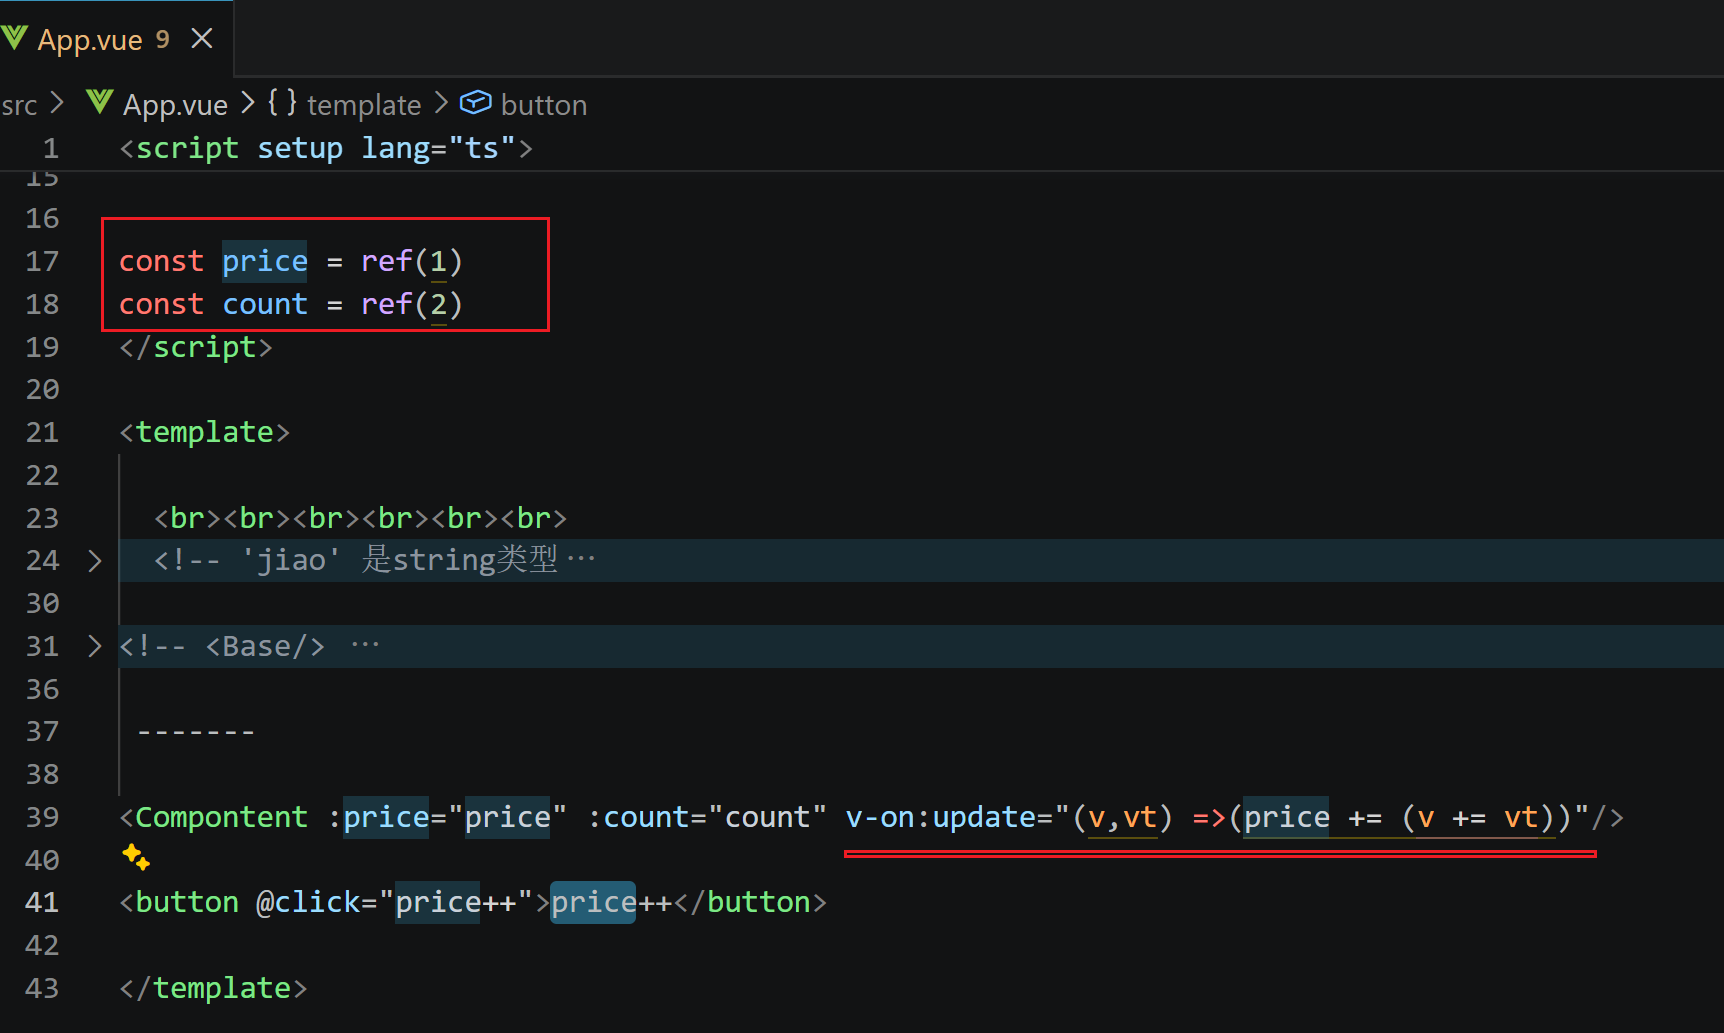 App.vue 9
src > App.vue > {} template > button
1 <script setup lang="ts">
15
16
17 const price = ref(1)
18 const count = ref(2)
19 </script>
20
21 <template>
22
23 <br><br><br><br><br><br>
24 <!-- 'jiao' 是string类型…
30
31 <!-- <Base/> …
36
37 -------
38
39 <Compontent :price="price" :count="count" v-on:update="(v,vt) =>(price += (v += vt))"/>
40
41 <button @click="price++">price++</button>
42
43 </template>